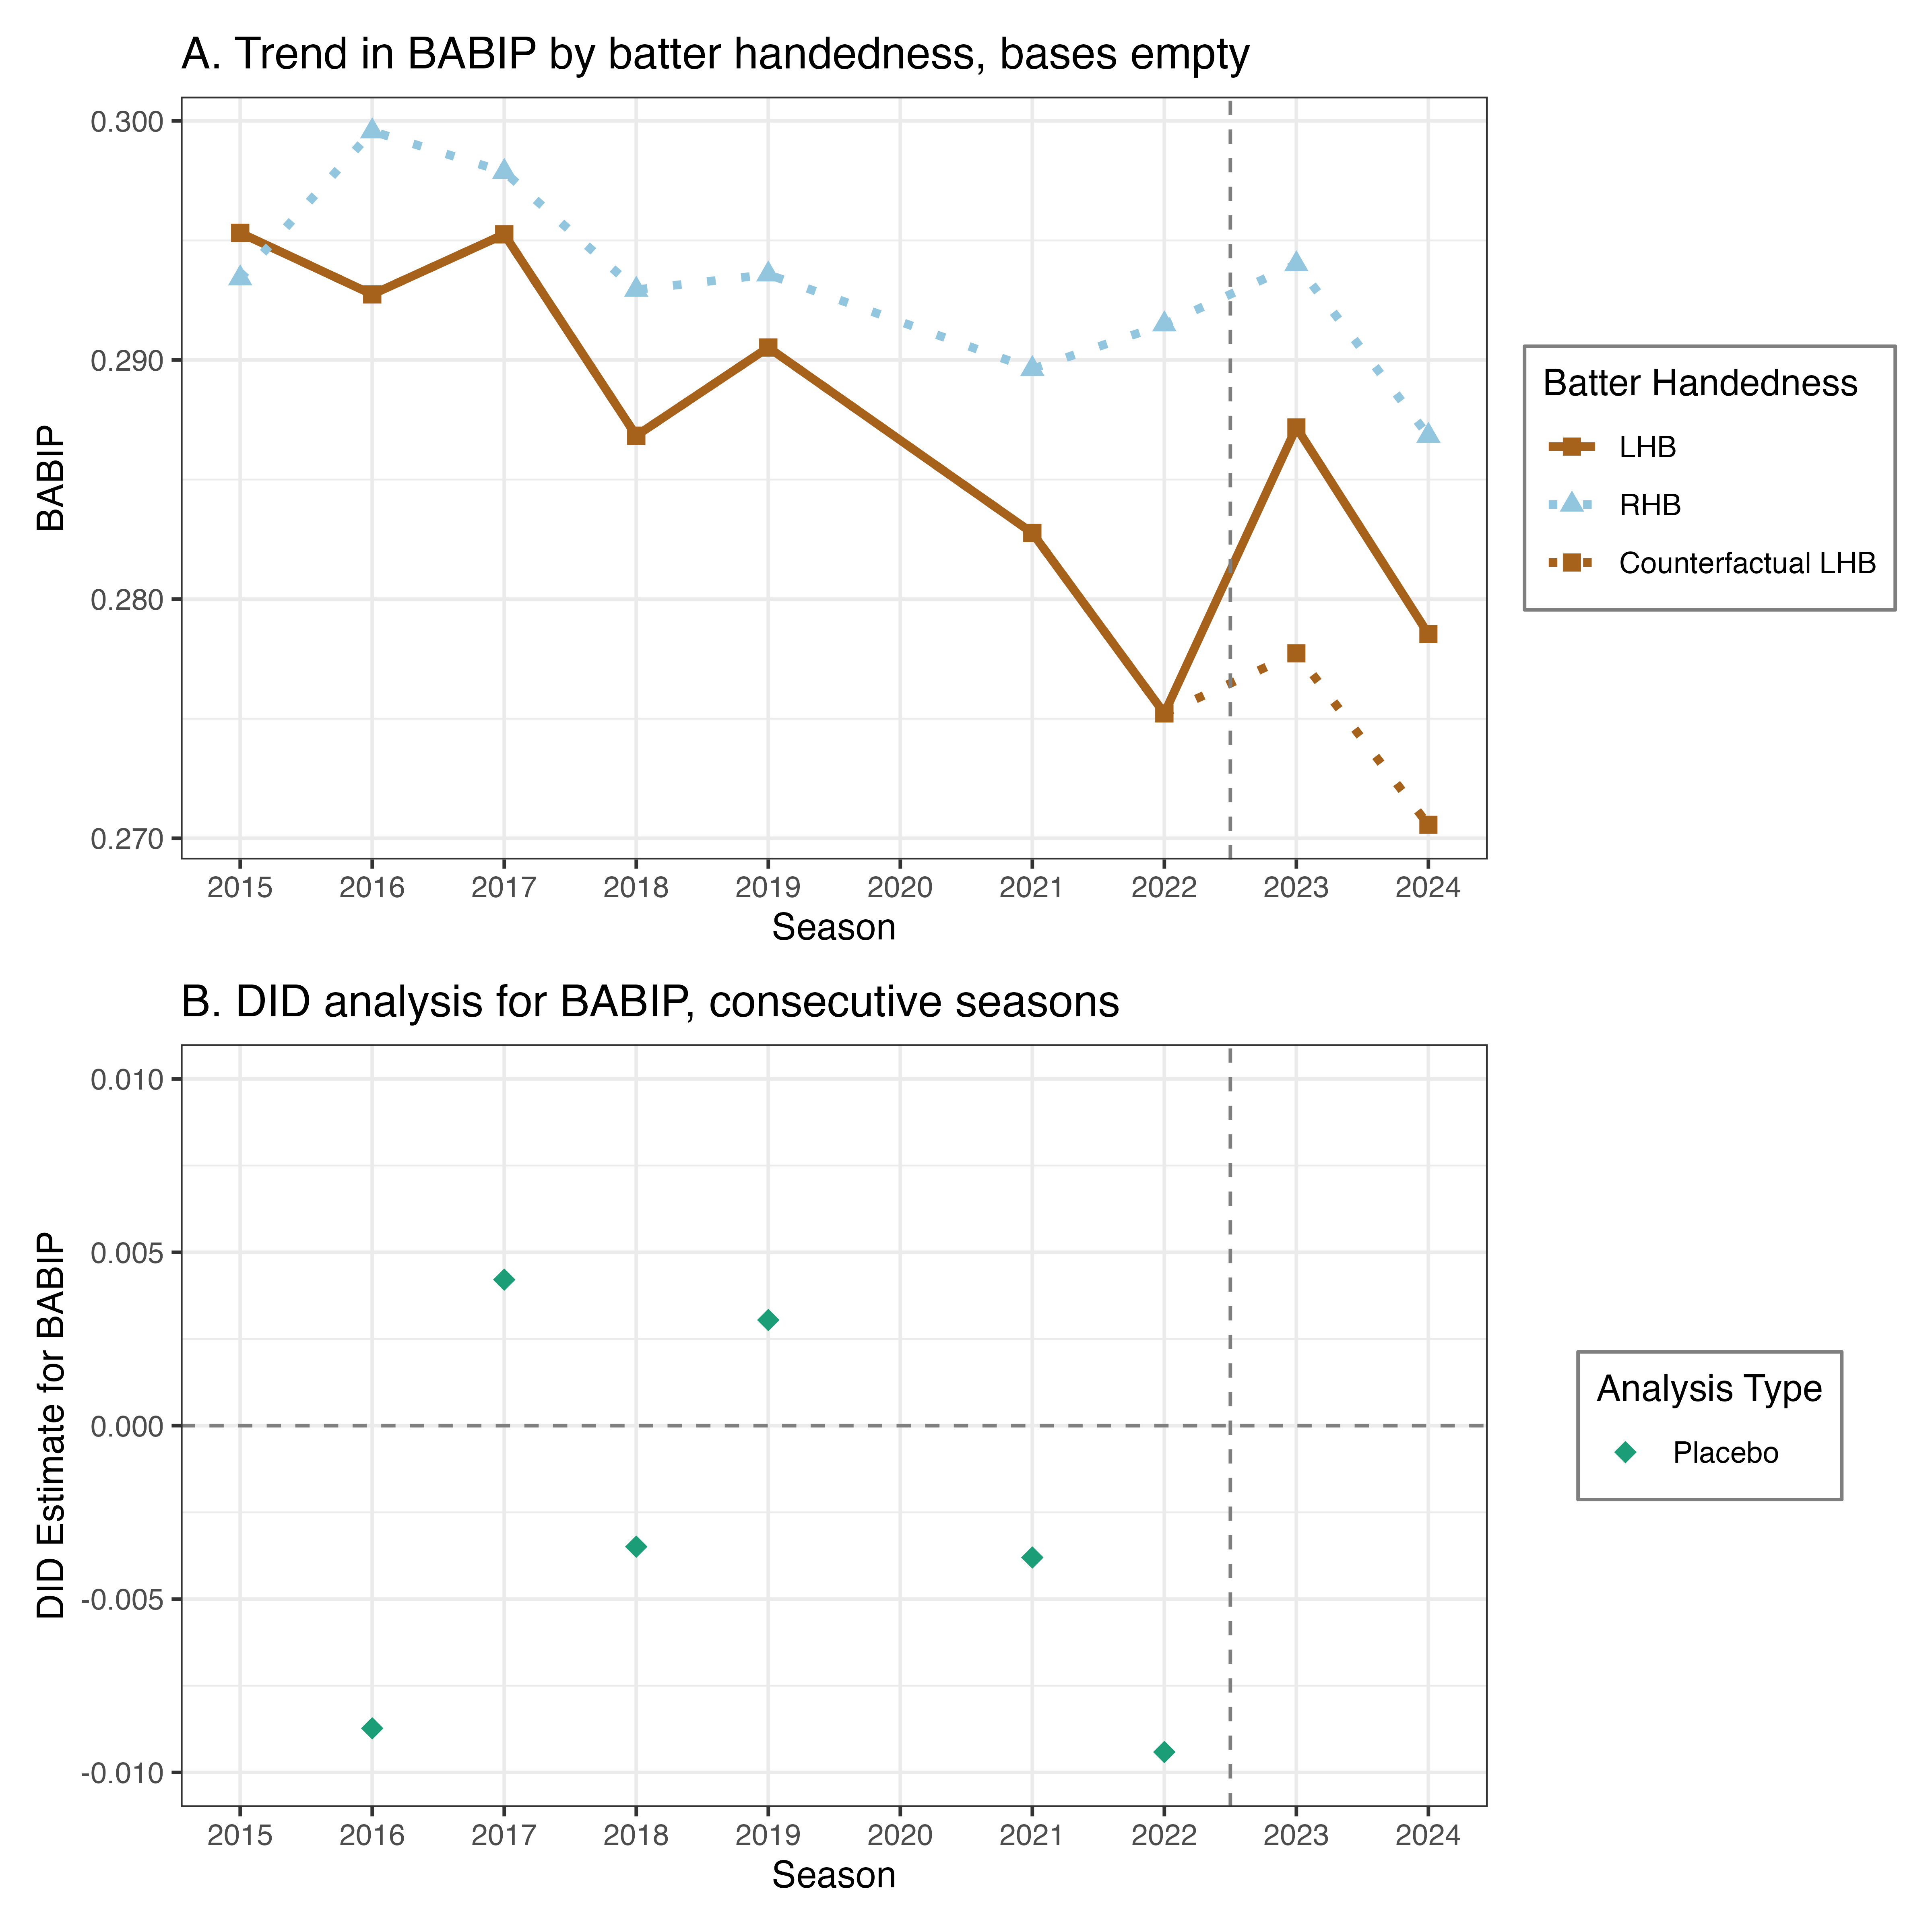 A. Trend in BABIP by batter handedness, bases empty
0.300
0.290
0.280
0.270
BABIP
2015 2016 2017 2018 2019 2020 2021 2022 2023 2024
Season
Batter Handedness
LHB
RHB
Counterfactual LHB
B. DID analysis for BABIP, consecutive seasons
0.010
0.005
0.000
-0.005
-0.010
DID Estimate for BABIP
2015 2016 2017 2018 2019 2020 2021 2022 2023 2024
Season
Analysis Type
Placebo